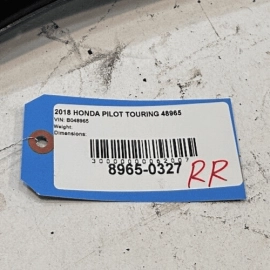 2018 HONDA PILOT TOURING 48965
VIN: B048965
Weight:
Dimensions:
8965-0327
RR